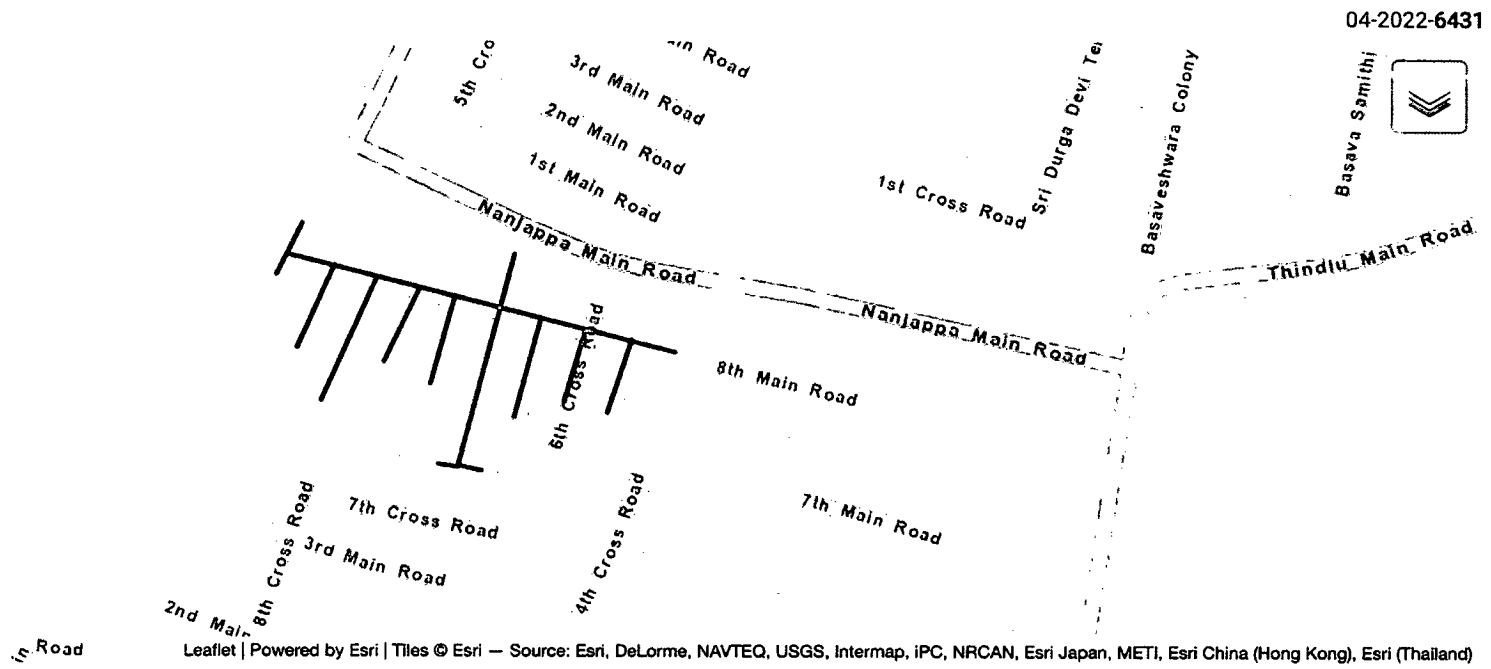 04-2022-6431
5th Cro
Road
3rd Main Road
2nd Main Road
1st Main Road
Sri Durga Devi Te
Basaveshwara Colony
Basava Samithi
1st Cross Road
Nanjappa Main Road
Thindlu Main Road
Nanjappa Main Road
6th Cross Road
8th Main Road
7th Cross Road
8th Cross Road
4th Cross Road
7th Main Road
3rd Main Road
2nd Main
in Road
Leaflet | Powered by Esri | Tiles © Esri — Source: Esri, DeLorme, NAVTEQ, USGS, Intermap, iPC, NRCAN, Esri Japan, METI, Esri China (Hong Kong), Esri (Thailand)